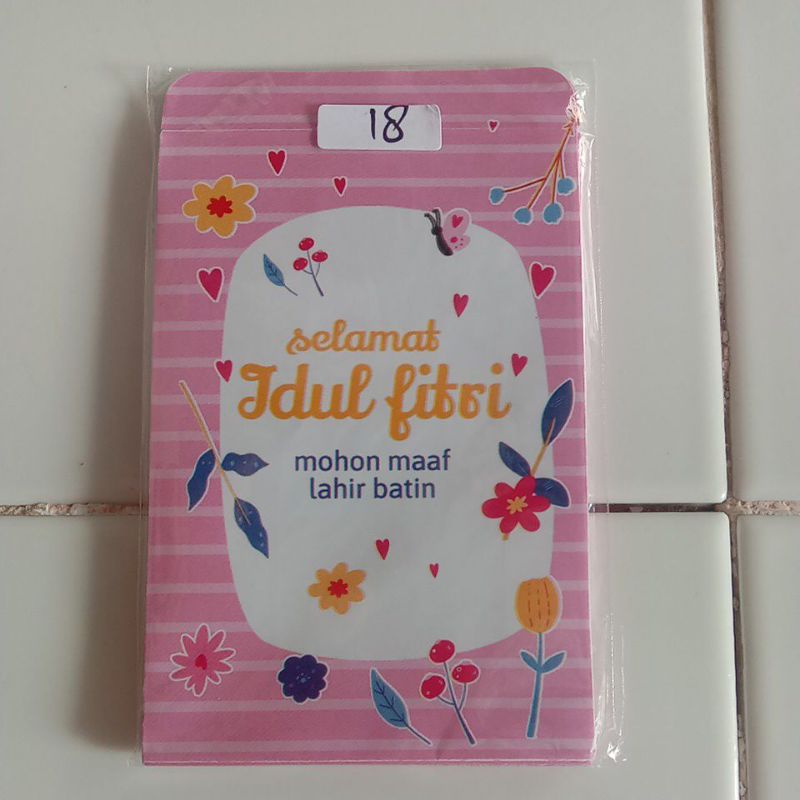 18
selamat
Idul fitri
mohon maaf
lahir batin